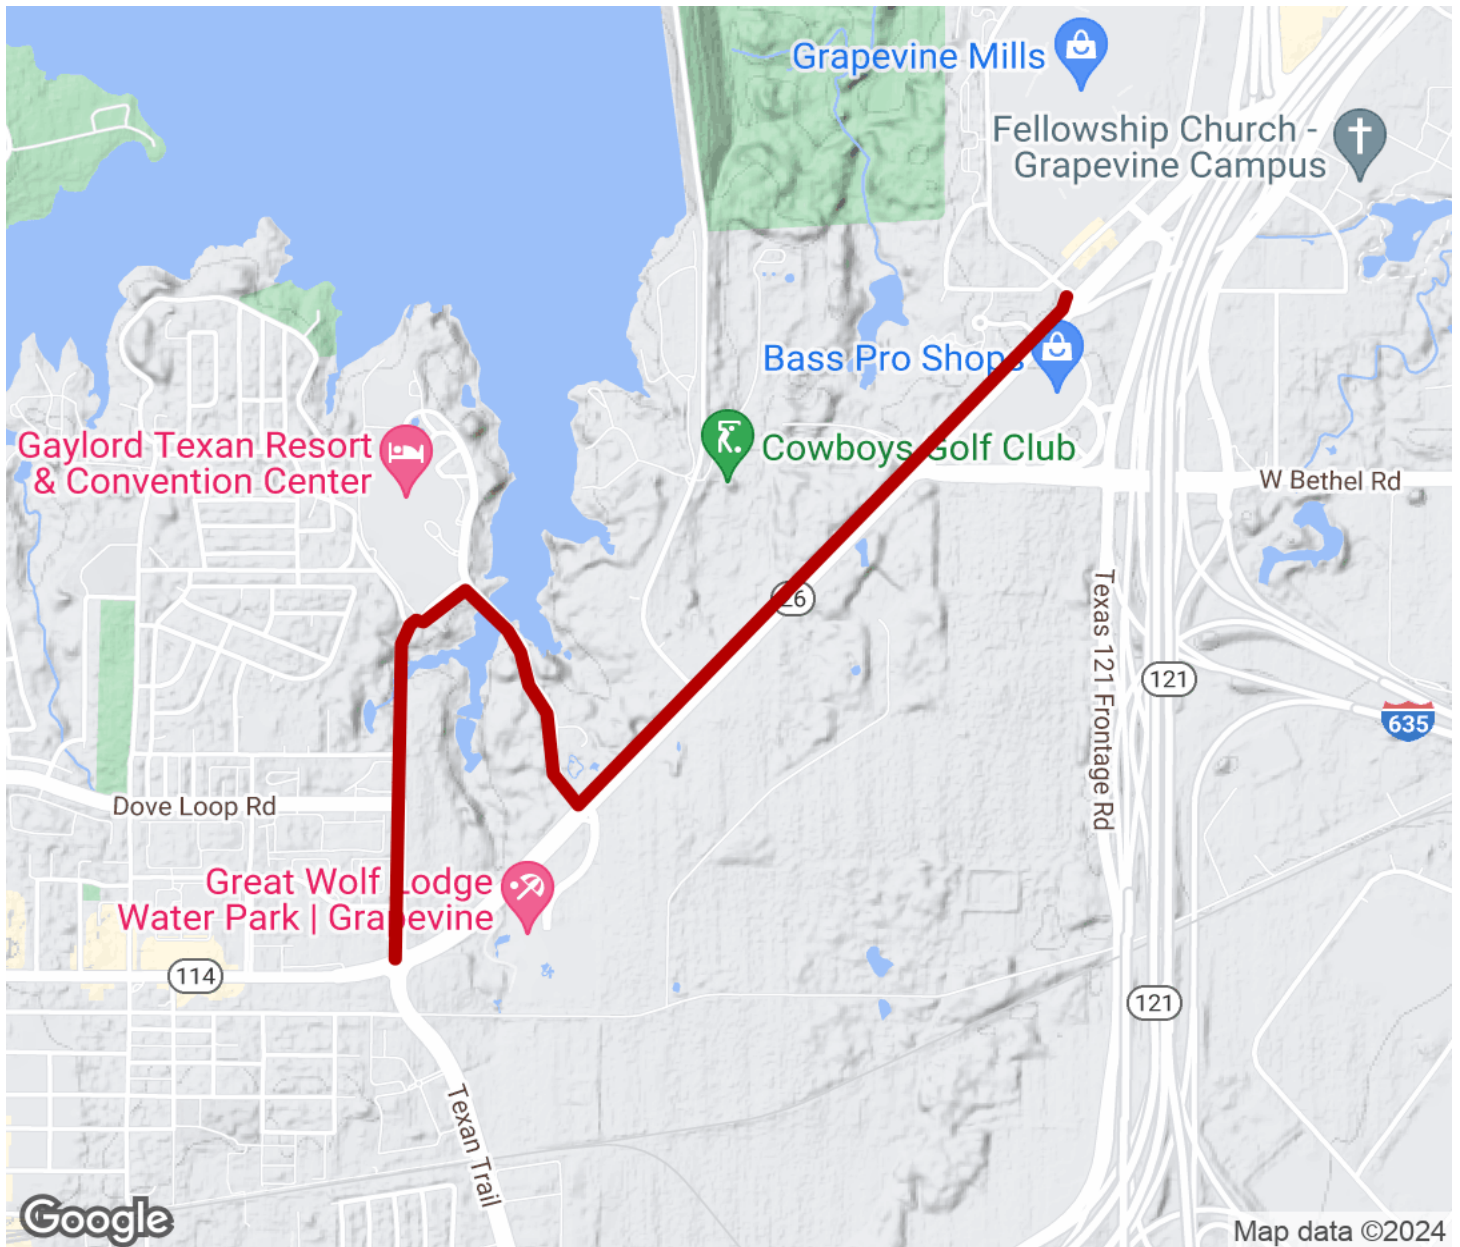 Grapevine Mills
Fellowship Church -
Grapevine Campus
Bass Pro Shops
Gaylord Texan Resort
& Convention Center
Cowboys Golf Club
W Bethel Rd
Texas 121 Frontage Rd
121
635
Dove Loop Rd
Great Wolf Lodge
Water Park | Grapevine
114
121
Texan Trail
Google
Map data ©2024